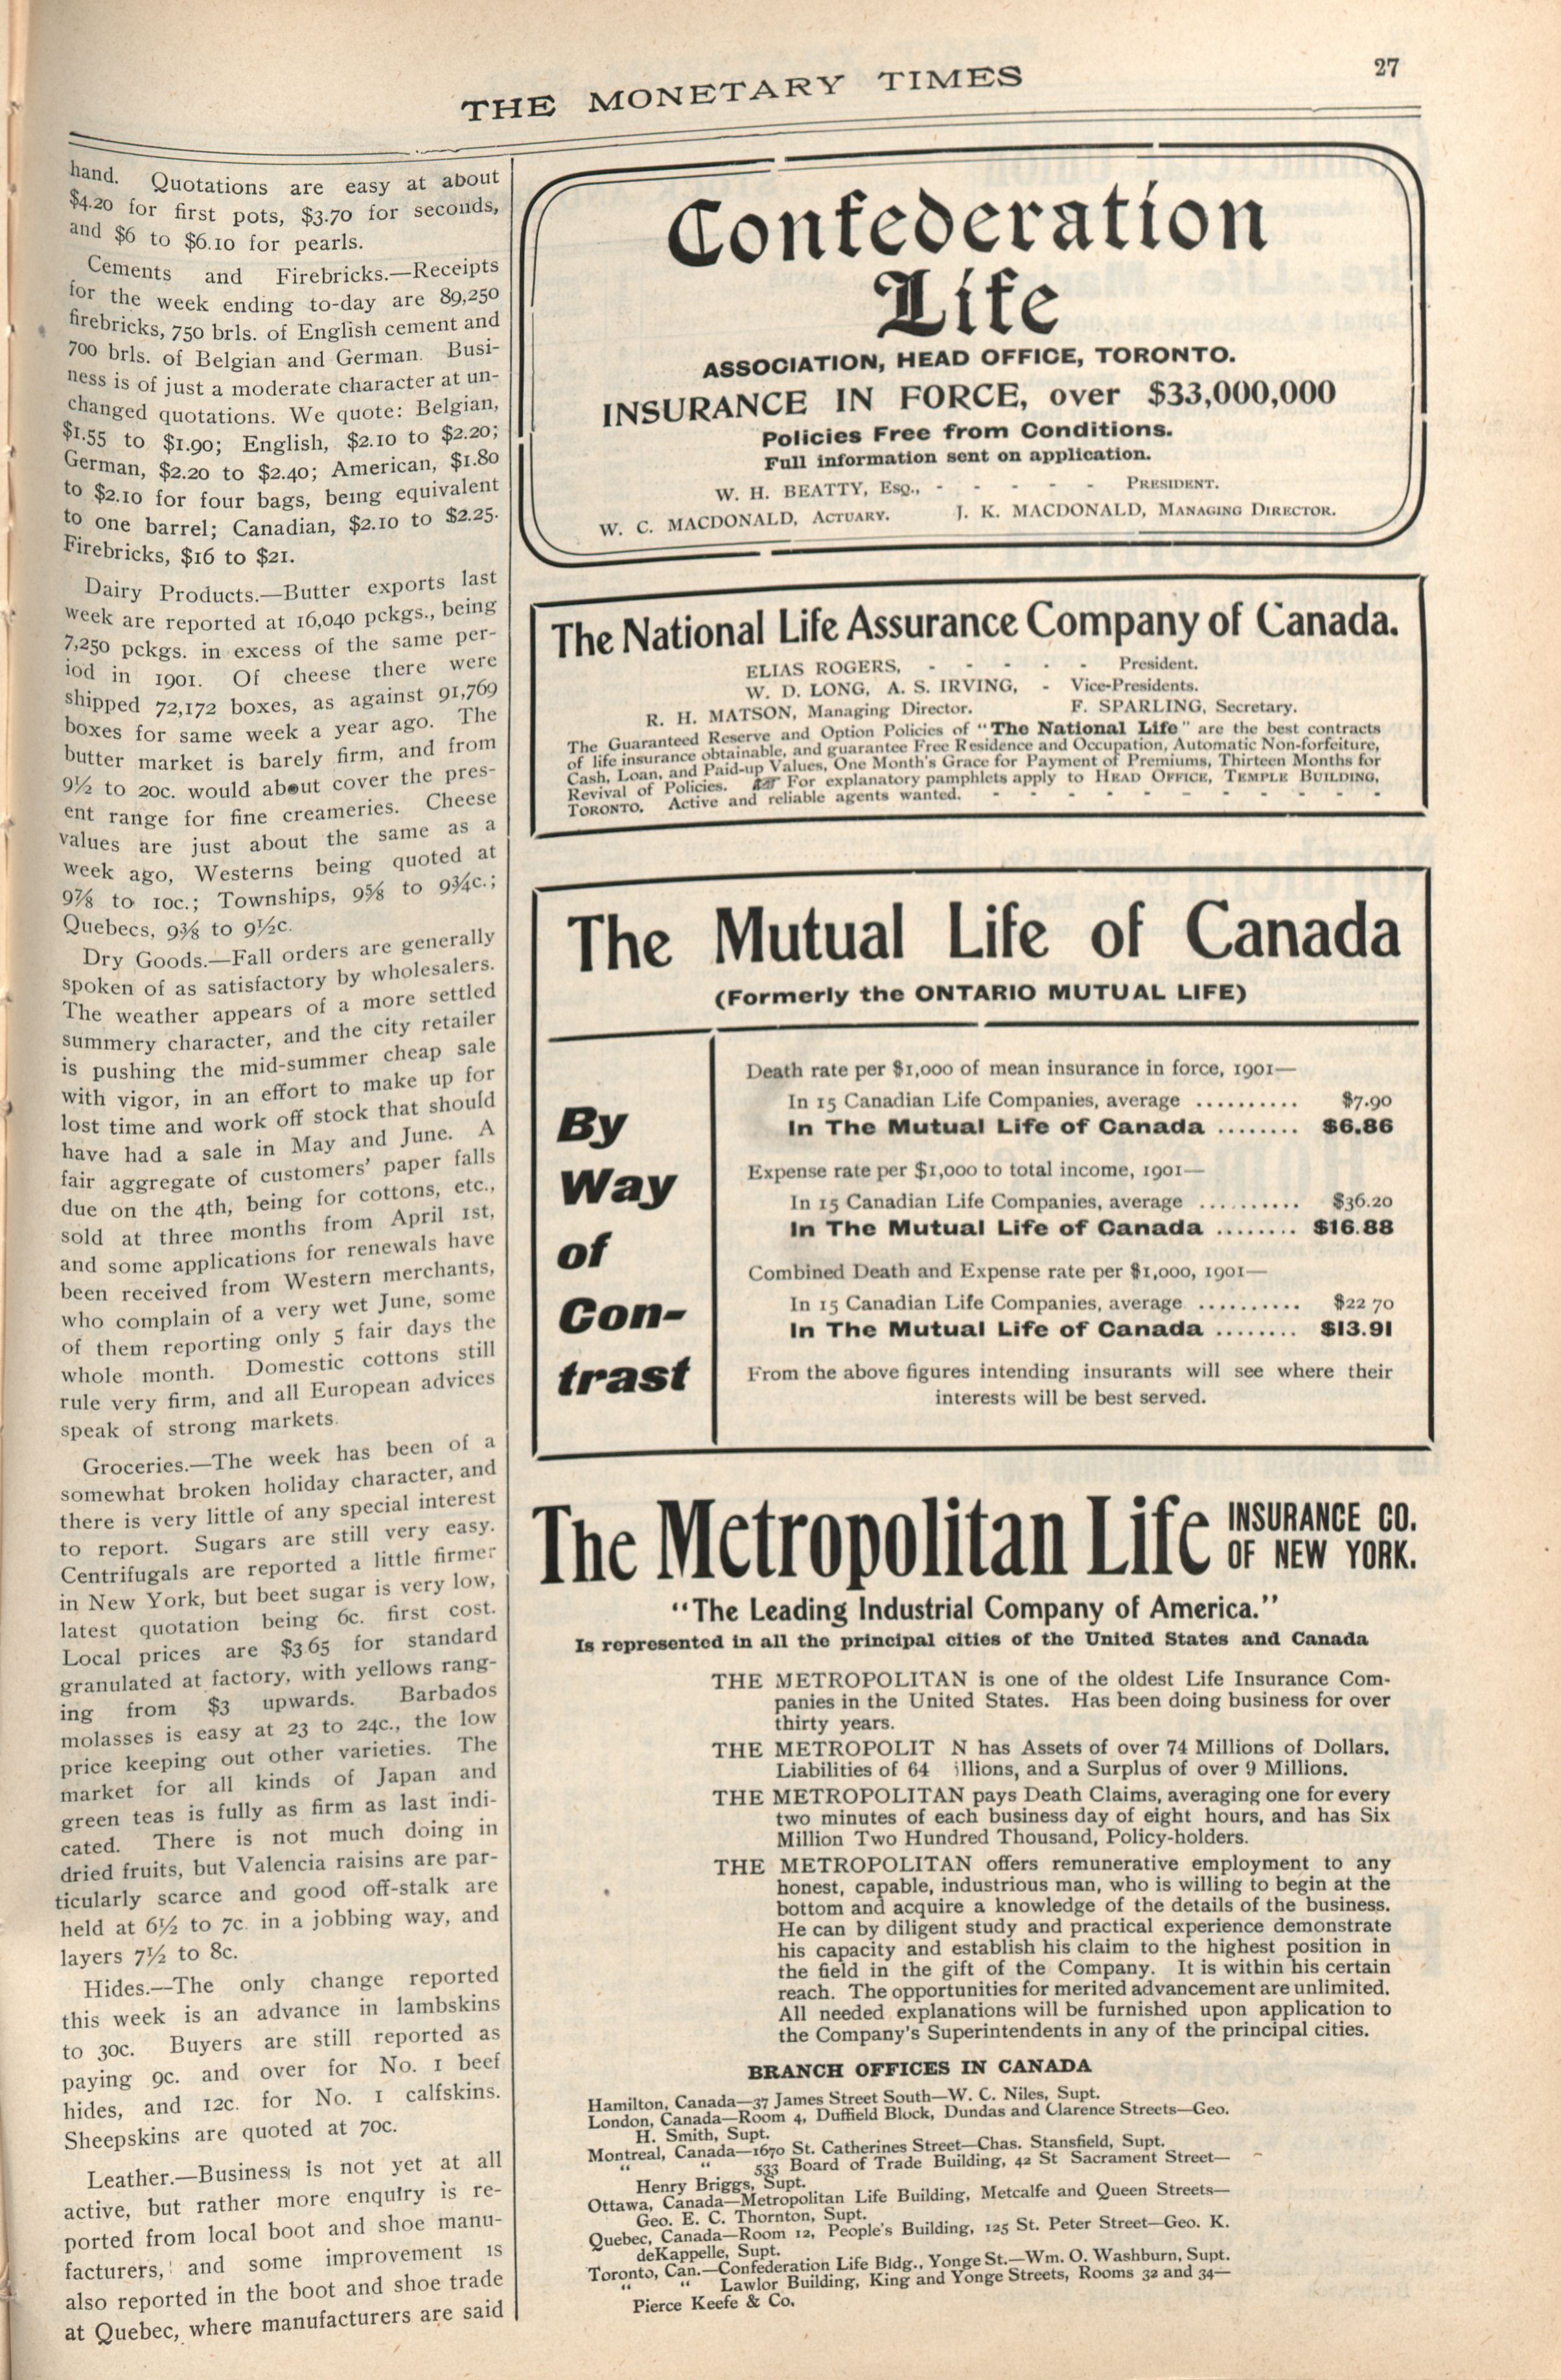 THE MONETARY TIMES
27
hand. Quotations are easy at about
$4.20 for first pots, $3.70 for seconds,
and $6 to $6.10 for pearls.
Cements and Firebricks.—Receipts
for the week ending to-day are 89,250
firebricks, 750 brls. of English cement and
700 brls. of Belgian and German. Busi-
ness is of just a moderate character at un-
changed quotations. We quote: Belgian,
$1.55 to $1.90; English, $2.10 to $2.20;
German, $2.20 to $2.40; American, $1.80
to $2.10 for four bags, being equivalent
to one barrel; Canadian, $2.10 to $2.25.
Firebricks, $16 to $21.
Dairy Products.—Butter exports last
week are reported at 16,040 pckgs., being
7,250 pckgs. in excess of the same per-
iod in 1901. Of cheese there were
shipped 72,172 boxes, as against 91,769
boxes for same week a year ago. The
butter market is barely firm, and from
9½ to 20c. would about cover the pres-
ent range for fine creameries. Cheese
values are just about the same as a
week ago, Westerns being quoted at
9⅞ to 10c.; Townships, 9⅝ to 9¾c.;
Quebecs, 9⅜ to 9½c.
Dry Goods.—Fall orders are generally
spoken of as satisfactory by wholesalers.
The weather appears of a more settled
summery character, and the city retailer
is pushing the mid-summer cheap sale
with vigor, in an effort to make up for
lost time and work off stock that should
have had a sale in May and June. A
fair aggregate of customers' paper falls
due on the 4th, being for cottons, etc.,
sold at three months from April 1st,
and some applications for renewals have
been received from Western merchants,
who complain of a very wet June, some
of them reporting only 5 fair days the
whole month. Domestic cottons still
rule very firm, and all European advices
speak of strong markets.
Groceries.—The week has been of a
somewhat broken holiday character, and
there is very little of any special interest
to report. Sugars are still very easy.
Centrifugals are reported a little firmer
in New York, but beet sugar is very low,
latest quotation being 6c. first cost.
Local prices are $3 65 for standard
granulated at factory, with yellows rang-
ing from $3 upwards. Barbados
molasses is easy at 23 to 24c., the low
price keeping out other varieties. The
market for all kinds of Japan and
green teas is fully as firm as last indi-
cated. There is not much doing in
dried fruits, but Valencia raisins are par-
ticularly scarce and good off-stalk are
held at 6½ to 7c. in a jobbing way, and
layers 7½ to 8c.
Hides.—The only change reported
this week is an advance in lambskins
to 30c. Buyers are still reported as
paying 9c. and over for No. 1 beef
hides, and 12c. for No. 1 calfskins.
Sheepskins are quoted at 70c.
Leather.—Business is not yet at all
active, but rather more enquiry is re-
ported from local boot and shoe manu-
facturers, and some improvement is
also reported in the boot and shoe trade
at Quebec, where manufacturers are said
Confederation
Life
ASSOCIATION, HEAD OFFICE, TORONTO.
INSURANCE IN FORCE, over $33,000,000
Policies Free from Conditions.
Full information sent on application.
W. H. BEATTY, Esq., - - - - - PRESIDENT.
W. C. MACDONALD, ACTUARY. J. K. MACDONALD, MANAGING DIRECTOR.
The National Life Assurance Company of Canada.
ELIAS ROGERS, - - - - - President.
W. D. LONG, A. S. IRVING, - Vice-Presidents.
R. H. MATSON, Managing Director. F. SPARLING, Secretary.
The Guaranteed Reserve and Option Policies of "The National Life" are the best contracts
of life insurance obtainable, and guarantee Free Residence and Occupation, Automatic Non-forfeiture,
Cash, Loan, and Paid-up Values, One Month's Grace for Payment of Premiums, Thirteen Months for
Revival of Policies. ☞ For explanatory pamphlets apply to HEAD OFFICE, TEMPLE BUILDING,
TORONTO. Active and reliable agents wanted. - - - - - - - - - - -
The Mutual Life of Canada
(Formerly the ONTARIO MUTUAL LIFE)
By
Way
of
Con-
trast
Death rate per $1,000 of mean insurance in force, 1901—
In 15 Canadian Life Companies, average .......... $7.90
In The Mutual Life of Canada ........ $6.86
Expense rate per $1,000 to total income, 1901—
In 15 Canadian Life Companies, average .......... $36.20
In The Mutual Life of Canada ........ $16.88
Combined Death and Expense rate per $1,000, 1901—
In 15 Canadian Life Companies, average .......... $22 70
In The Mutual Life of Canada ........ $13.91
From the above figures intending insurants will see where their
interests will be best served.
The Metropolitan Life INSURANCE CO.
OF NEW YORK.
"The Leading Industrial Company of America."
Is represented in all the principal cities of the United States and Canada
THE METROPOLITAN is one of the oldest Life Insurance Com-
panies in the United States. Has been doing business for over
thirty years.
THE METROPOLIT N has Assets of over 74 Millions of Dollars.
Liabilities of 64 illions, and a Surplus of over 9 Millions.
THE METROPOLITAN pays Death Claims, averaging one for every
two minutes of each business day of eight hours, and has Six
Million Two Hundred Thousand, Policy-holders.
THE METROPOLITAN offers remunerative employment to any
honest, capable, industrious man, who is willing to begin at the
bottom and acquire a knowledge of the details of the business.
He can by diligent study and practical experience demonstrate
his capacity and establish his claim to the highest position in
the field in the gift of the Company. It is within his certain
reach. The opportunities for merited advancement are unlimited.
All needed explanations will be furnished upon application to
the Company's Superintendents in any of the principal cities.
BRANCH OFFICES IN CANADA
Hamilton, Canada—37 James Street South—W. C. Niles, Supt.
London, Canada—Room 4, Duffield Block, Dundas and Clarence Streets—Geo.
H. Smith, Supt.
Montreal, Canada—1670 St. Catherines Street—Chas. Stansfield, Supt.
" " 533 Board of Trade Building, 42 St Sacrament Street—
Henry Briggs, Supt.
Ottawa, Canada—Metropolitan Life Building, Metcalfe and Queen Streets—
Geo. E. C. Thornton, Supt.
Quebec, Canada—Room 12, People's Building, 125 St. Peter Street—Geo. K.
deKappelle, Supt.
Toronto, Can.—Confederation Life Bldg., Yonge St.—Wm. O. Washburn, Supt.
" " Lawlor Building, King and Yonge Streets, Rooms 32 and 34—
Pierce Keefe & Co.